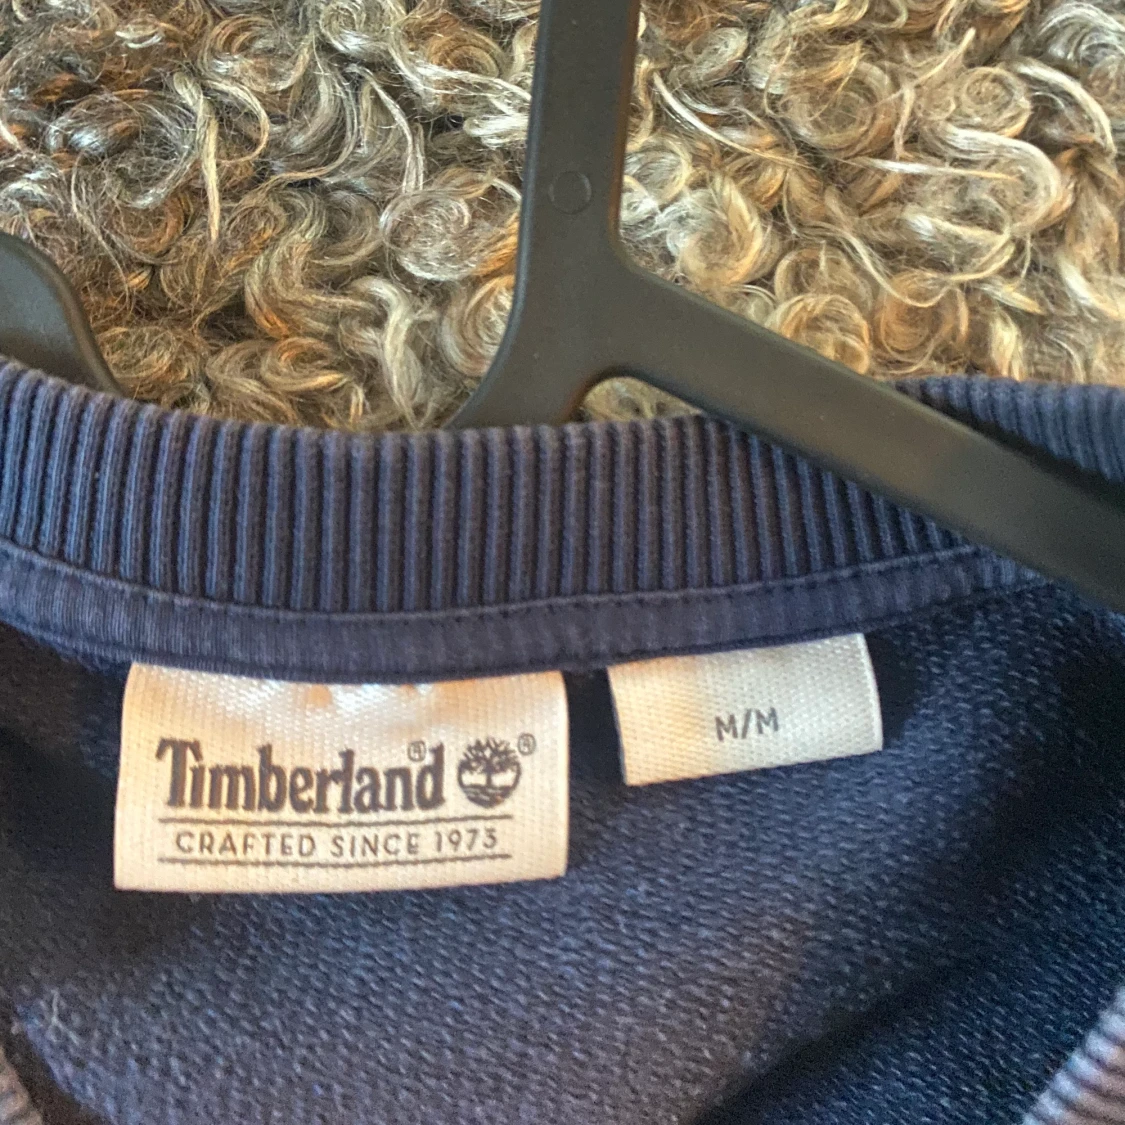 Timberland®®
CRAFTED SINCE 1973
M/M